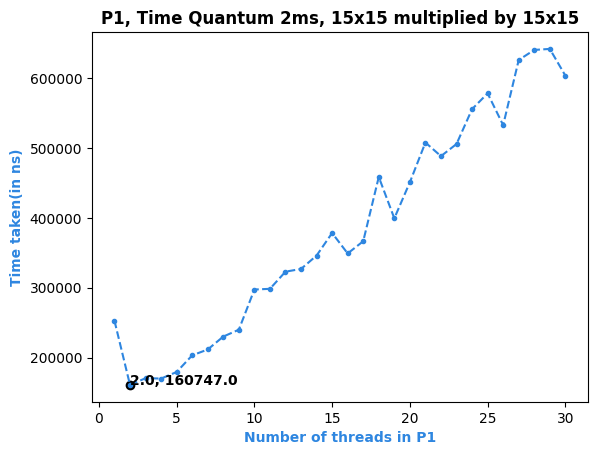 P1, Time Quantum 2ms, 15x15 multiplied by 15x15
Time taken(in ns)
600000
500000
400000
300000
200000
2.0, 160747.0
0 5 10 15 20 25 30
Number of threads in P1